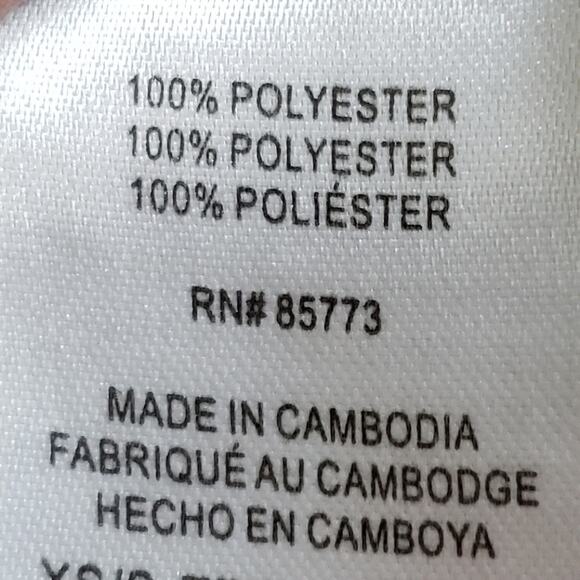 100% POLYESTER
100% POLYESTER
100% POLIÉSTER
RN# 85773
MADE IN CAMBODIA
FABRIQUÉ AU CAMBODGE
HECHO EN CAMBOYA